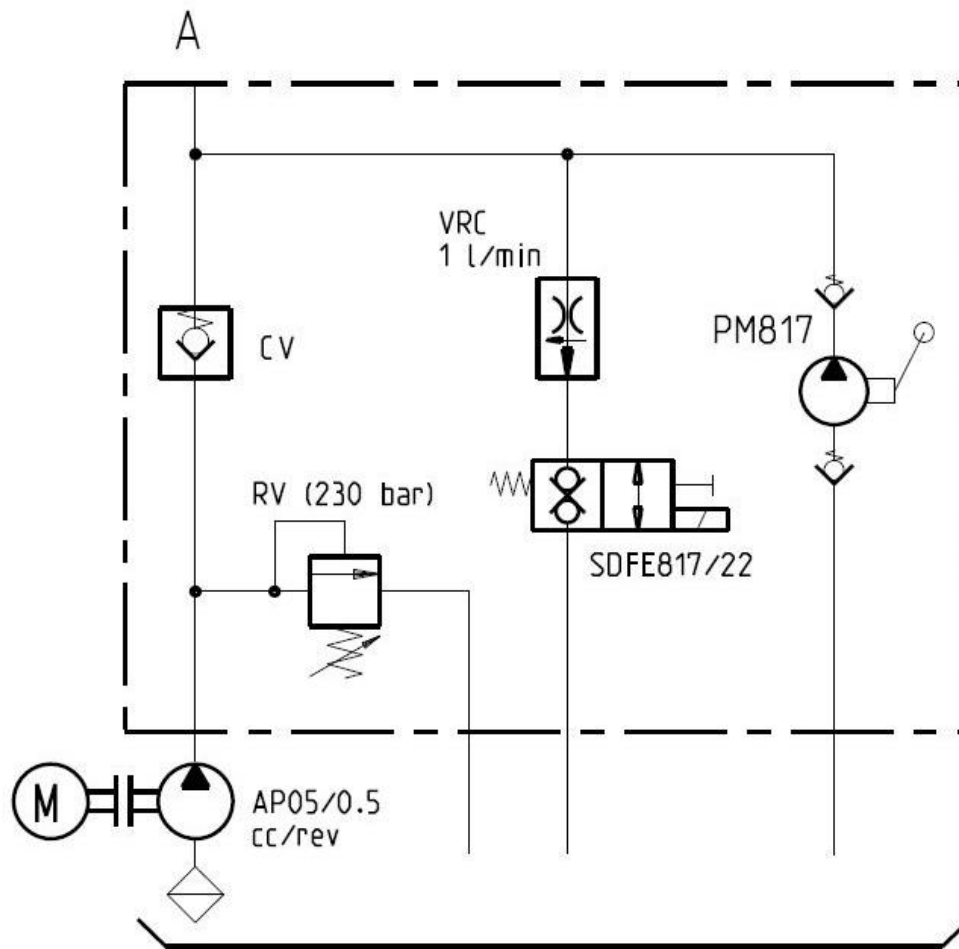 A
VRC
1 l/min
CV
PM817
RV (230 bar)
SDFE817/22
M
AP05/0.5
cc/rev